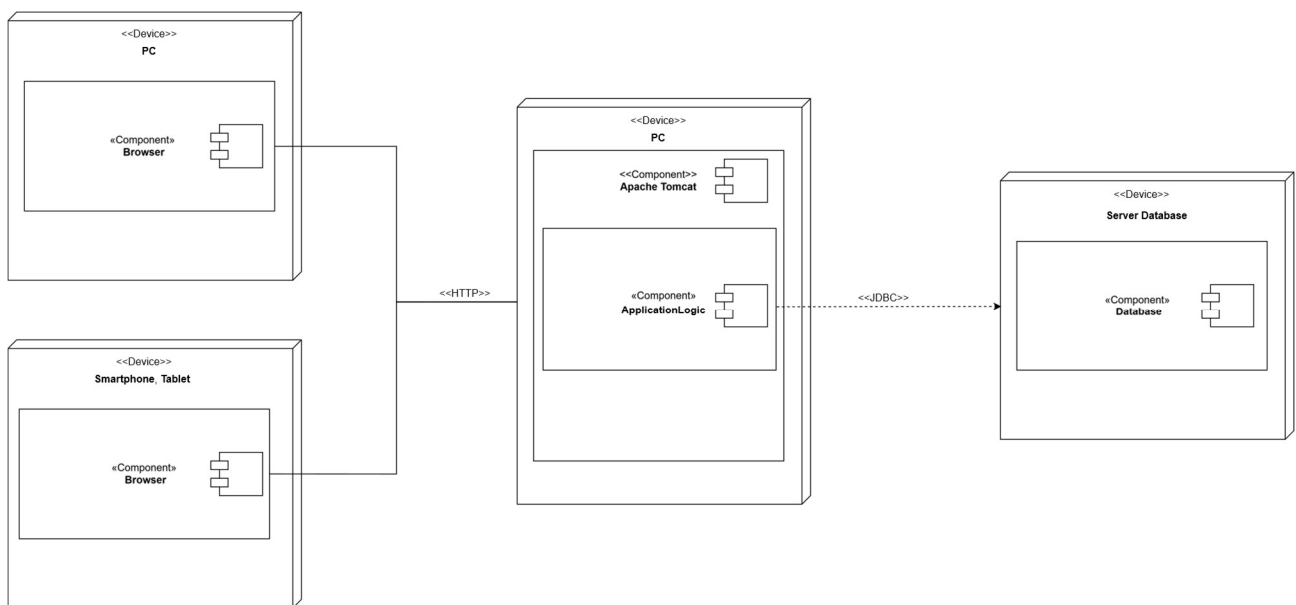 <<Device>>
PC
«Component»
Browser
<<Device>>
Smartphone, Tablet
«Component»
Browser
<<HTTP>>
<<Device>>
PC
<<Component>>
Apache Tomcat
«Component»
ApplicationLogic
<<JDBC>>
<<Device>>
Server Database
«Component»
Database